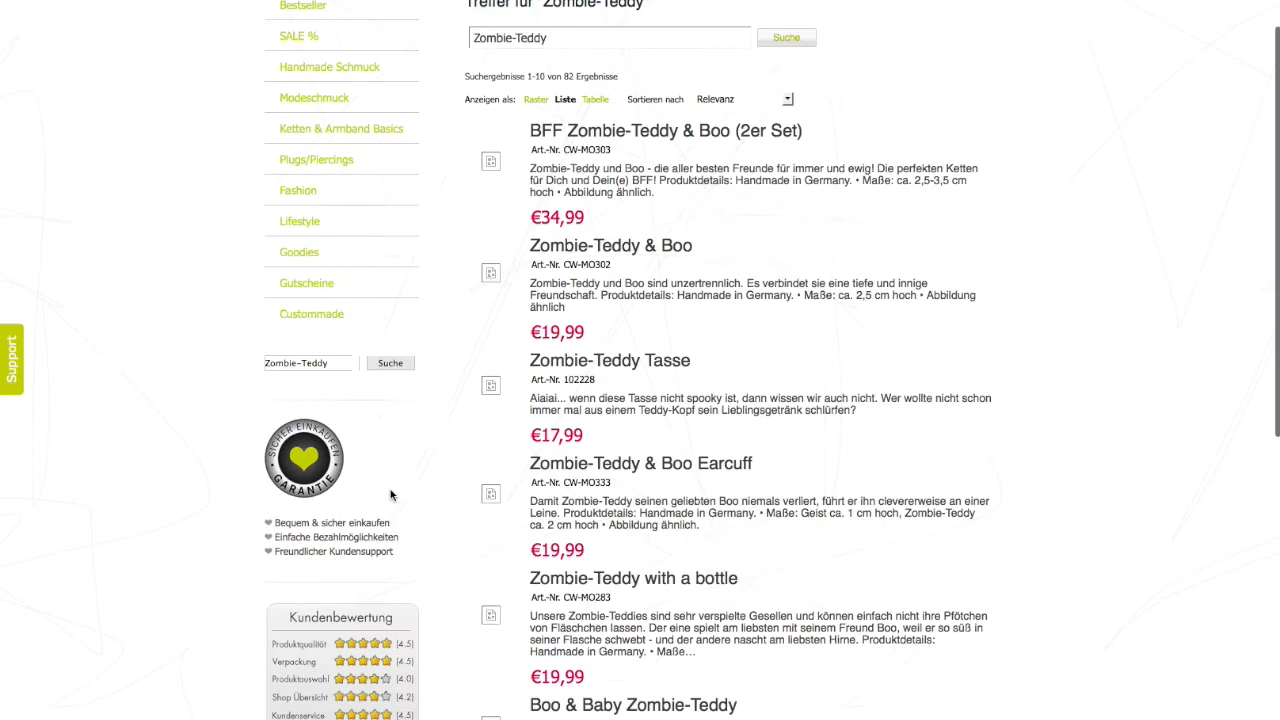 Bestseller
SALE %
Handmade Schmuck
Modeschmuck
Ketten & Armband Basics
Plugs/Piercings
Fashion
Lifestyle
Goodies
Gutscheine
Custommade
Zombie-Teddy Suche
SICHER EINKAUFEN
GARANTIE
Bequem & sicher einkaufen
Einfache Bezahlmöglichkeiten
Freundlicher Kundensupport
Kundenbewertung
Produktqualität (4.5)
Verpackung (4.5)
Produktauswahl (4.0)
Shop Übersicht (4.2)
Kundenservice (4.5)
Support
Treffer für "Zombie-Teddy"
Zombie-Teddy Suche
Suchergebnisse 1-10 von 82 Ergebnisse
Anzeigen als: Raster Liste Tabelle Sortieren nach Relevanz
BFF Zombie-Teddy & Boo (2er Set)
Art.-Nr. CW-MO303
Zombie-Teddy und Boo - die aller besten Freunde für immer und ewig! Die perfekten Ketten
für Dich und Dein(e) BFF! Produktdetails: Handmade in Germany. • Maße: ca. 2,5-3,5 cm
hoch • Abbildung ähnlich.
€34,99
Zombie-Teddy & Boo
Art.-Nr. CW-MO302
Zombie-Teddy und Boo sind unzertrennlich. Es verbindet sie eine tiefe und innige
Freundschaft. Produktdetails: Handmade in Germany. • Maße: ca. 2,5 cm hoch • Abbildung
ähnlich
€19,99
Zombie-Teddy Tasse
Art.-Nr. 102228
Aiaiai... wenn diese Tasse nicht spooky ist, dann wissen wir auch nicht. Wer wollte nicht schon
immer mal aus einem Teddy-Kopf sein Lieblingsgetränk schlürfen?
€17,99
Zombie-Teddy & Boo Earcuff
Art.-Nr. CW-MO333
Damit Zombie-Teddy seinen geliebten Boo niemals verliert, führt er ihn clevererweise an einer
Leine. Produktdetails: Handmade in Germany. • Maße: Geist ca. 1 cm hoch, Zombie-Teddy
ca. 2 cm hoch • Abbildung ähnlich.
€19,99
Zombie-Teddy with a bottle
Art.-Nr. CW-MO283
Unsere Zombie-Teddies sind sehr verspielte Gesellen und können einfach nicht ihre Pfötchen
von Fläschchen lassen. Der eine spielt am liebsten mit seinem Freund Boo, weil er so süß in
seiner Flasche schwebt - und der andere nascht am liebsten Hirne. Produktdetails:
Handmade in Germany. • Maße...
€19,99
Boo & Baby Zombie-Teddy